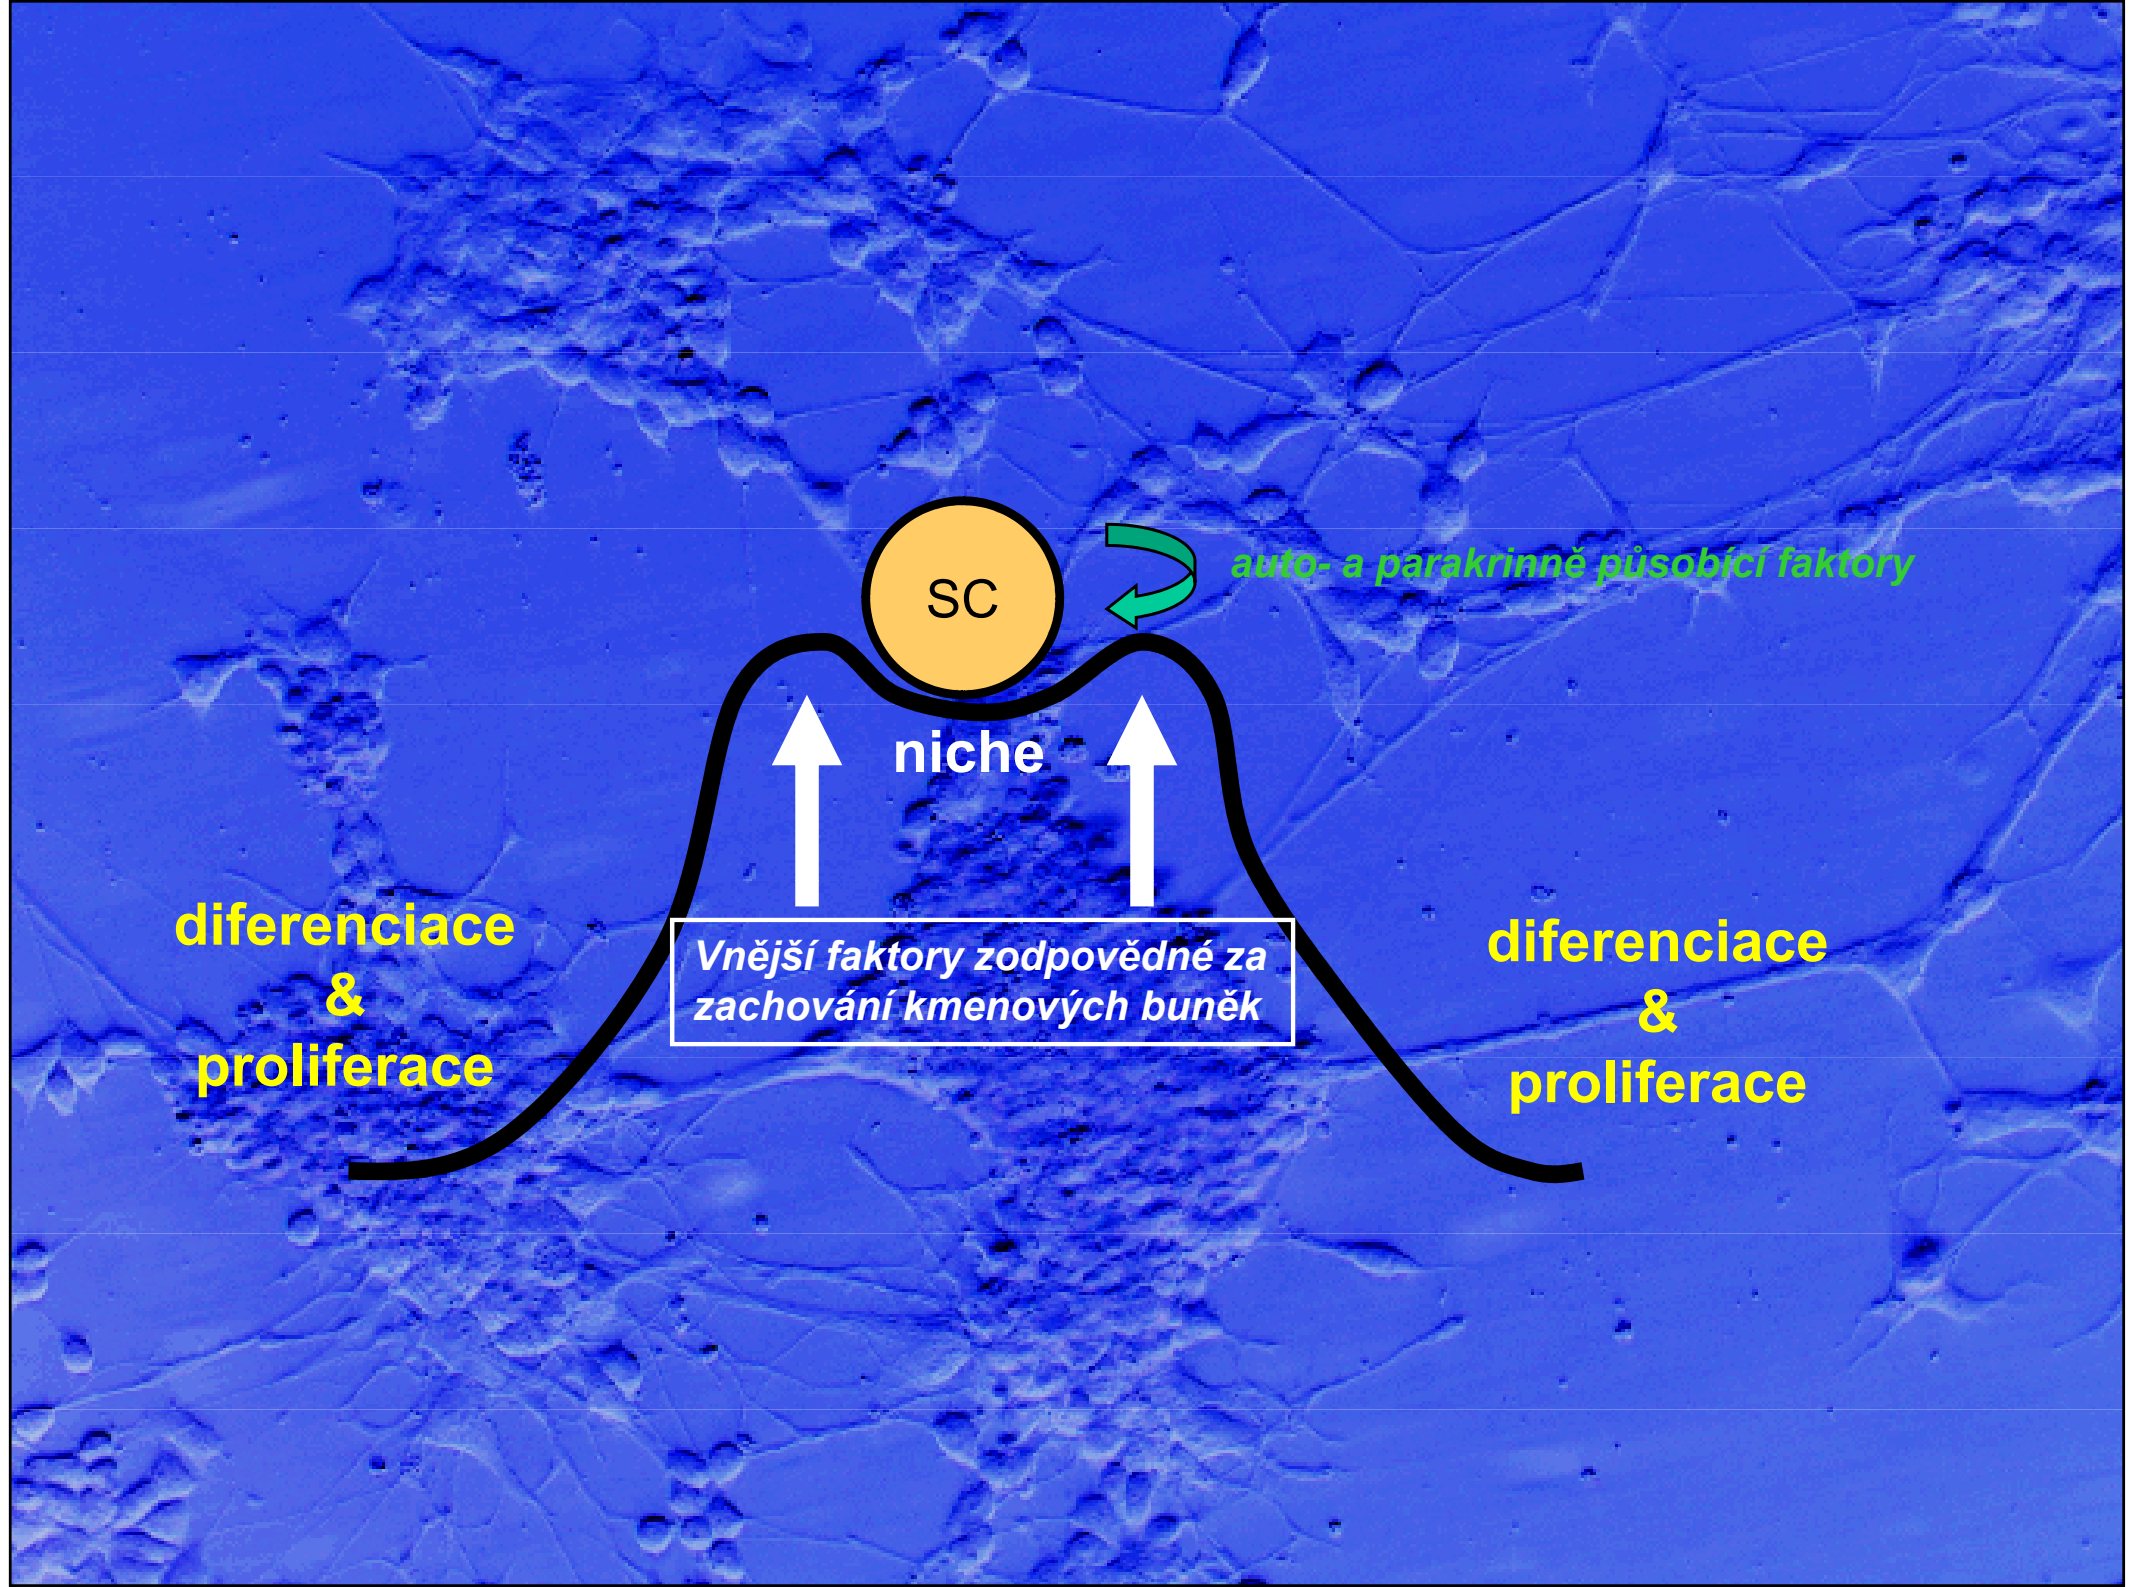 SC
auto- a parakrinně působící faktory
niche
diferenciace
&
proliferace
Vnější faktory zodpovědné za
zachování kmenových buněk
diferenciace
&
proliferace